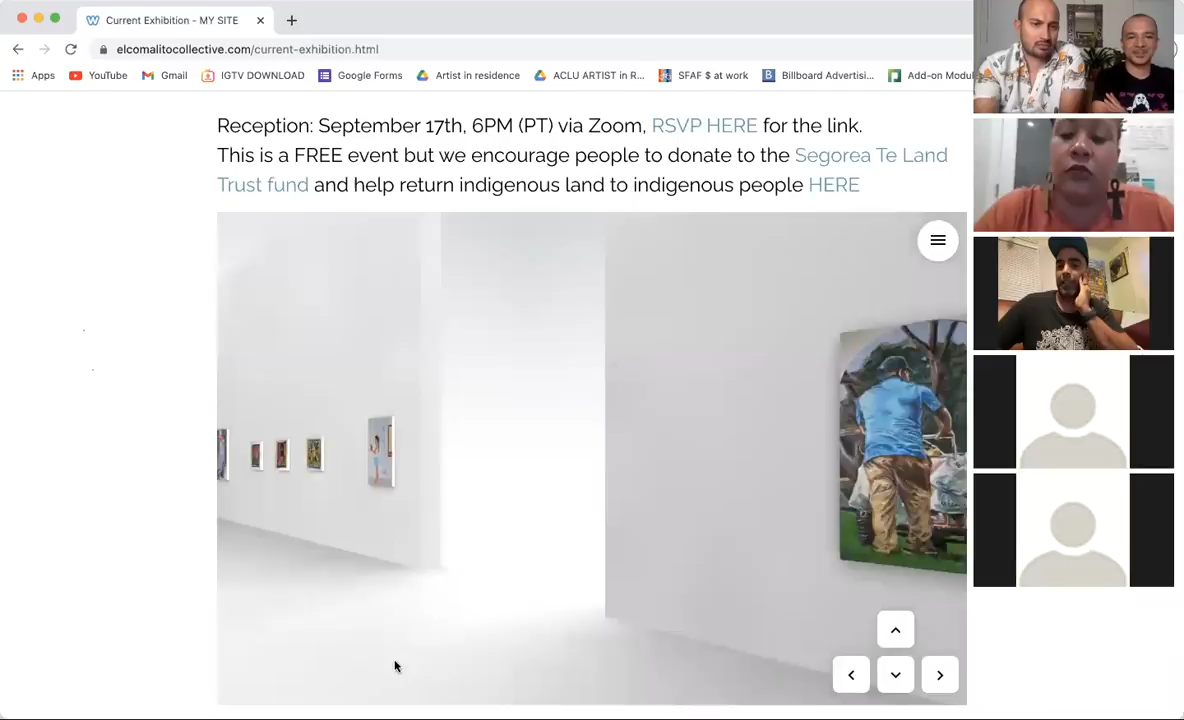 Current Exhibition - MY SITE
elcomalitocollective.com/current-exhibition.html
Apps
YouTube
Gmail
IGTV DOWNLOAD
Google Forms
Artist in residence
ACLU ARTIST in R...
SFAF $ at work
Billboard Advertisi...
Add-on Modu
Reception: September 17th, 6PM (PT) via Zoom, RSVP HERE for the link.
This is a FREE event but we encourage people to donate to the Segorea Te Land
Trust fund and help return indigenous land to indigenous people HERE